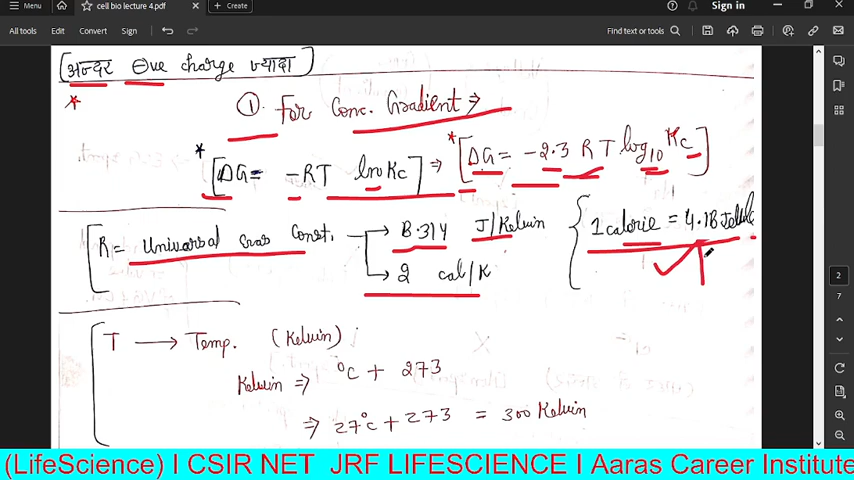 Menu
cell bio lecture 4.pdf
+ Create
Sign in
All tools Edit Convert Sign
Find text or tools
[अन्दर ⊖ve charge ज्यादा]
① For Conc. Gradient ⇒
* [ΔG= -RT ln Kc] ⇒ * [ΔG= -2.3 RT log10 Kc]
R= Universal Gas Const. → 8.314 J/Kelvin { 1 calorie = 4.18 Joule
→ 2 cal/K
T → Temp. (Kelvin)
Kelvin ⇒ °C + 273
⇒ 27°C + 273 = 300 Kelvin
2
7
(LifeScience) I CSIR NET JRF LIFESCIENCE I Aaras Career Institute